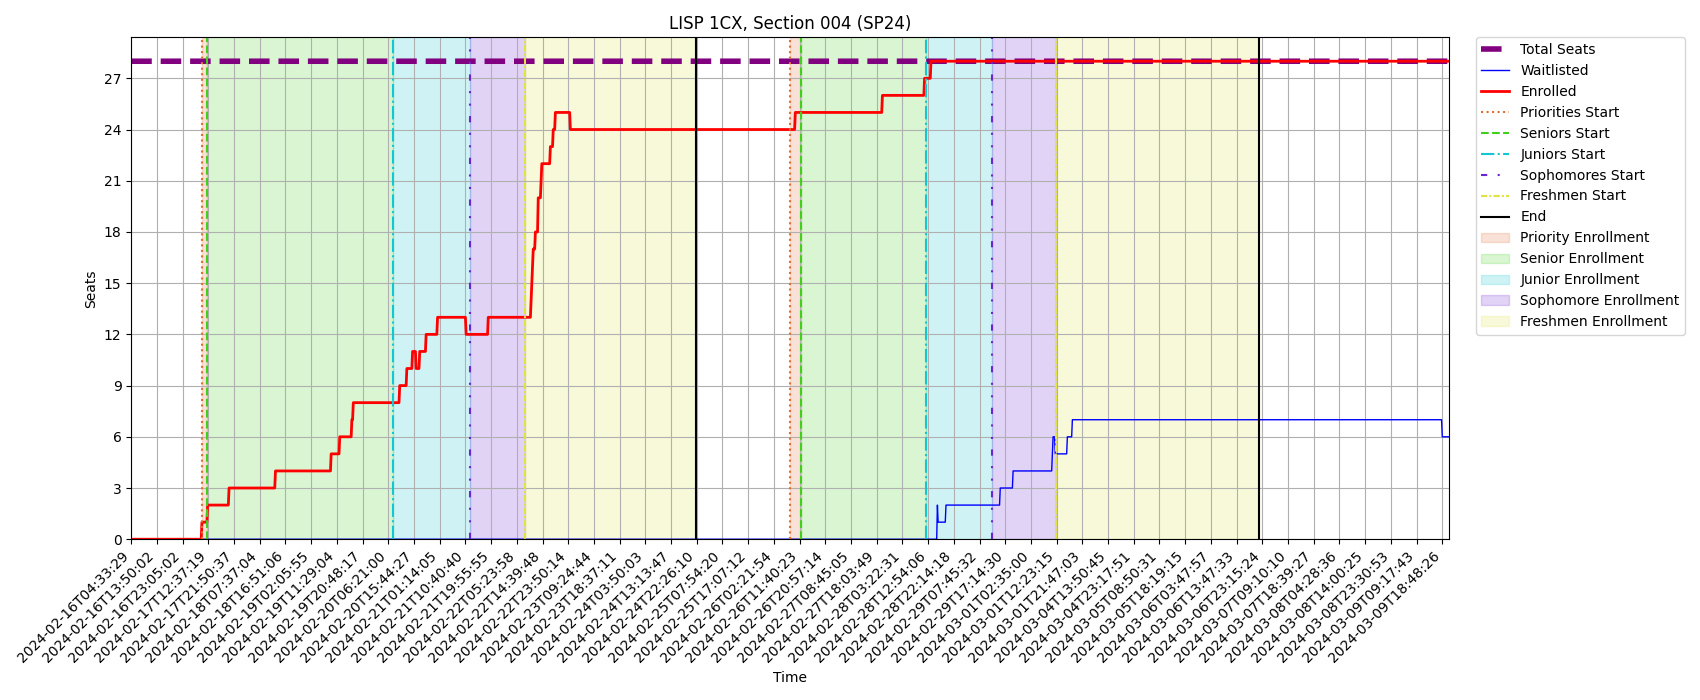 LISP 1CX, Section 004 (SP24)
Total Seats
Waitlisted
Enrolled
Priorities Start
Seniors Start
Juniors Start
Sophomores Start
Freshmen Start
End
Priority Enrollment
Senior Enrollment
Junior Enrollment
Sophomore Enrollment
Freshmen Enrollment
Seats
27
24
21
18
15
12
9
6
3
0
2024-02-16T04:33:29
2024-02-16T13:50:02
2024-02-16T23:05:02
2024-02-17T12:37:19
2024-02-17T21:50:37
2024-02-18T07:37:04
2024-02-18T16:51:06
2024-02-19T02:05:55
2024-02-19T11:29:04
2024-02-19T20:48:17
2024-02-20T06:21:00
2024-02-20T15:44:27
2024-02-21T01:14:05
2024-02-21T10:40:40
2024-02-21T19:55:55
2024-02-22T05:23:58
2024-02-22T14:39:48
2024-02-22T23:50:14
2024-02-23T09:24:44
2024-02-23T18:37:11
2024-02-24T03:50:03
2024-02-24T13:13:47
2024-02-24T22:26:10
2024-02-25T07:54:20
2024-02-25T17:07:12
2024-02-26T02:21:54
2024-02-26T11:40:23
2024-02-26T20:57:14
2024-02-27T08:45:05
2024-02-27T18:03:49
2024-02-28T03:22:31
2024-02-28T12:54:06
2024-02-28T22:14:18
2024-02-29T07:45:32
2024-02-29T17:14:30
2024-03-01T02:35:00
2024-03-01T12:23:15
2024-03-01T21:47:03
2024-03-04T13:50:45
2024-03-04T23:17:51
2024-03-05T08:50:31
2024-03-05T18:19:15
2024-03-06T03:47:57
2024-03-06T13:47:33
2024-03-06T23:15:24
2024-03-07T09:10:10
2024-03-07T18:39:27
2024-03-08T04:28:36
2024-03-08T14:00:25
2024-03-08T23:30:53
2024-03-09T09:17:43
2024-03-09T18:48:26
Time